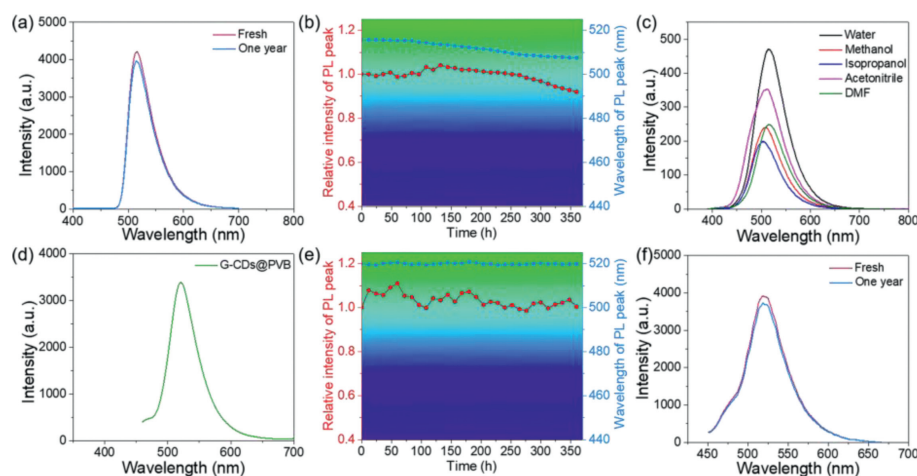 (a)
5000
4000
3000
2000
1000
0
400 500 600 700 800
Intensity (a.u.)
Wavelength (nm)
Fresh
One year
(b)
1.2
1.0
0.8
0.6
0.4
Relative intensity of PL peak
520
500
480
460
440
Wavelength of PL peak (nm)
0 50 100 150 200 250 300 350
Time (h)
(c)
500
400
300
200
100
0
400 500 600 700 800
Intensity (a.u.)
Wavelength (nm)
Water
Methanol
Isopropanol
Acetonitrile
DMF
(d)
4000
3000
2000
1000
0
400 500 600 700
Intensity (a.u.)
Wavelength (nm)
G-CDs@PVB
(e)
1.2
1.0
0.8
0.6
0.4
Relative intensity of PL peak
520
500
480
460
440
Wavelength of PL peak (nm)
0 50 100 150 200 250 300 350
Time (h)
(f)
5000
4000
3000
2000
1000
0
400 450 500 550 600 650 700
Intensity (a.u.)
Wavelength (nm)
Fresh
One year